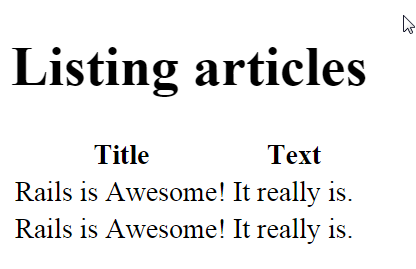 Listing articles
Title Text
Rails is Awesome! It really is.
Rails is Awesome! It really is.